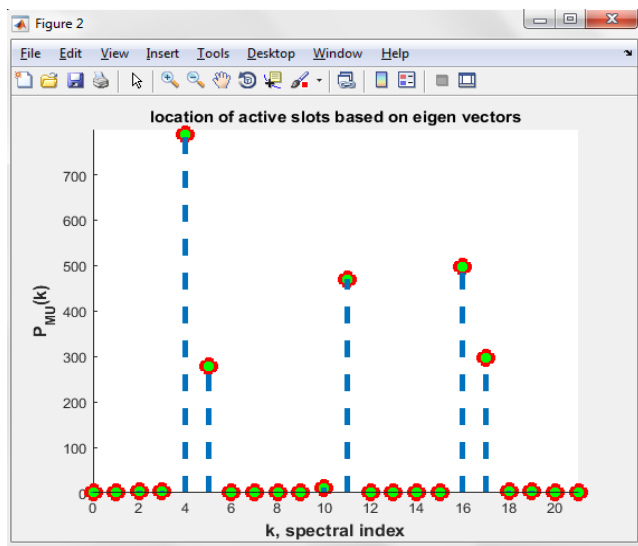 Figure 2
File Edit View Insert Tools Desktop Window Help
location of active slots based on eigen vectors
700
600
500
400
300
200
100
0
P_MU(k)
0 2 4 6 8 10 12 14 16 18 20
k, spectral index